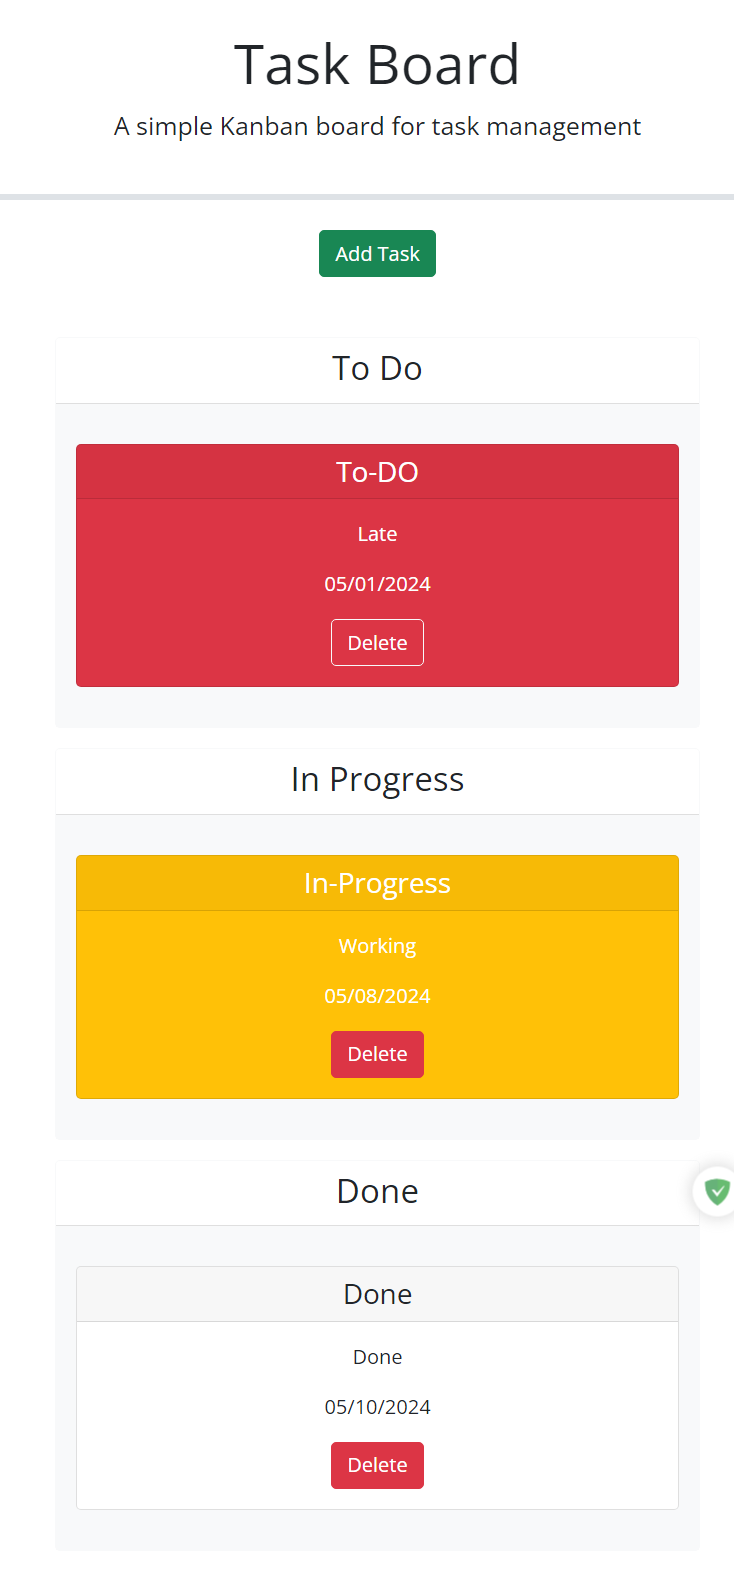 Task Board
A simple Kanban board for task management
Add Task
To Do
To-DO
Late
05/01/2024
Delete
In Progress
In-Progress
Working
05/08/2024
Delete
Done
Done
Done
05/10/2024
Delete